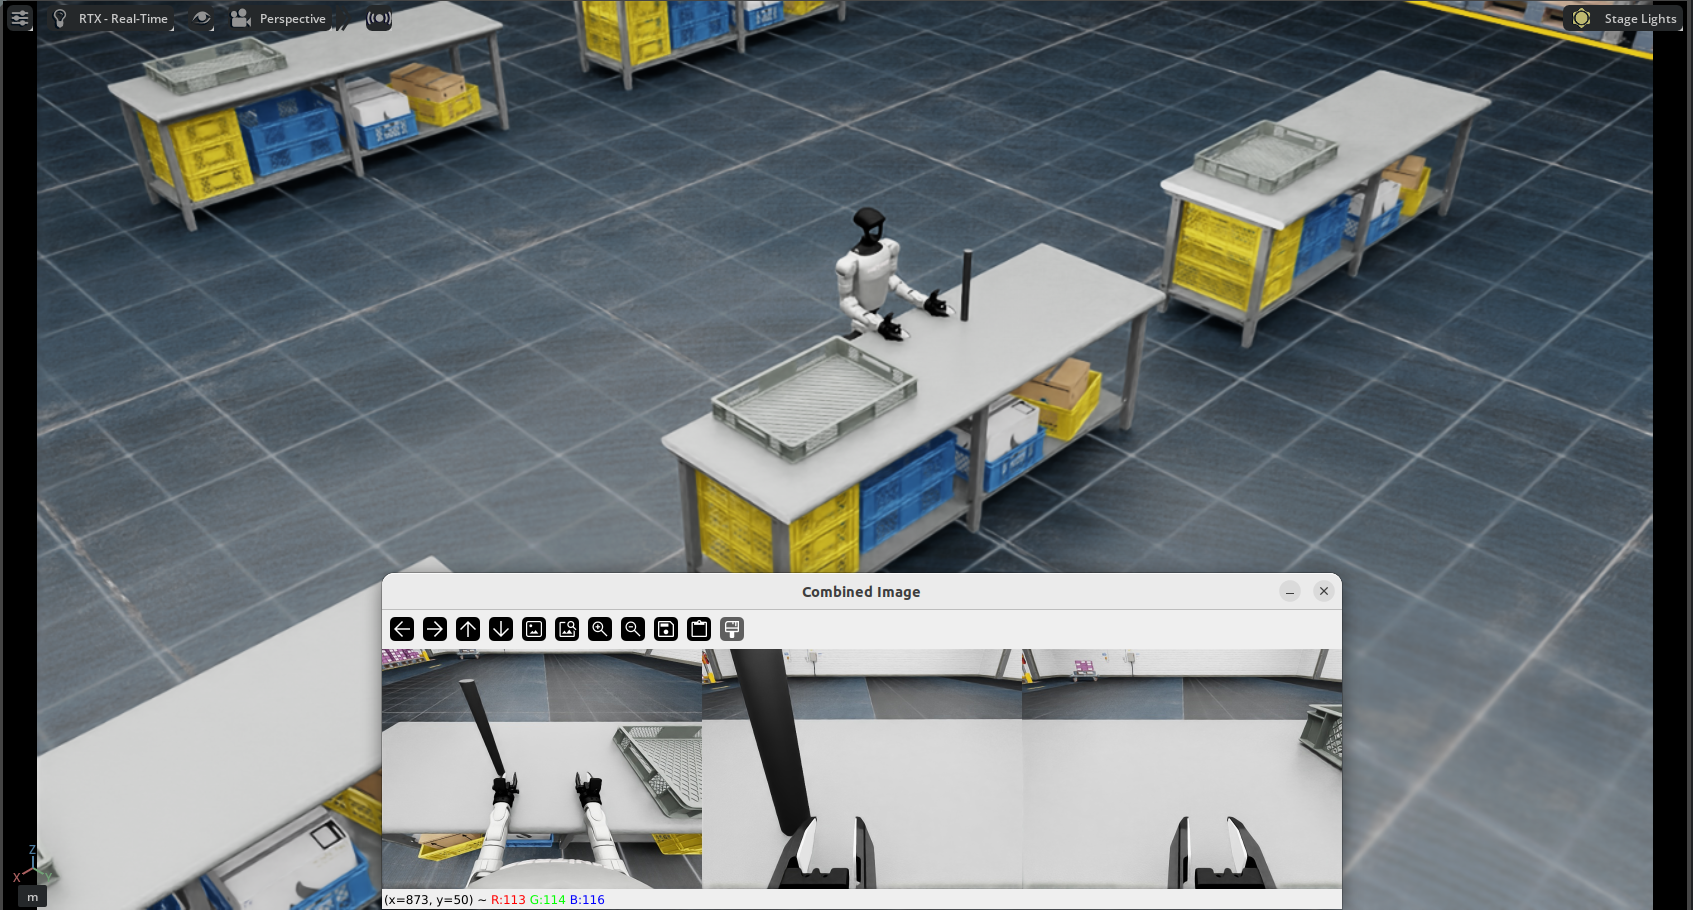 RTX - Real-Time
Perspective
Stage Lights
Combined Image
Z
X
Y
m
(x=873, y=50) ~ R:113 G:114 B:116